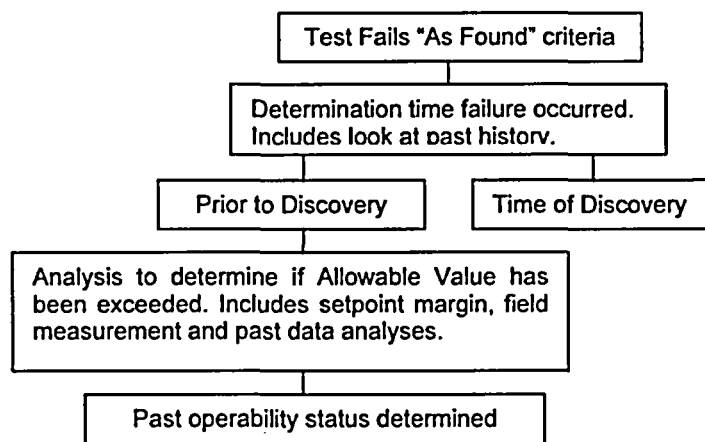 Test Fails "As Found" criteria
Determination time failure occurred.
Includes look at past history.
Prior to Discovery
Time of Discovery
Analysis to determine if Allowable Value has
been exceeded. Includes setpoint margin, field
measurement and past data analyses.
Past operability status determined